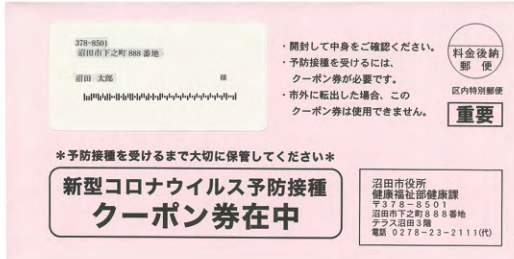 378-8501
沼田市下之町 888 番地
沼田 太郎 様
・開封して中身をご確認ください。
・予防接種を受けるには、
クーポン券が必要です。
・市外に転出した場合、この
クーポン券は使用できません。
料金後納
郵便
区内特別郵便
重要
＊予防接種を受けるまで大切に保管してください＊
新型コロナウイルス予防接種
クーポン券在中
沼田市役所
健康福祉部健康課
〒378－8501
沼田市下之町888番地
テラス沼田3階
電話 0278－23－2111(代)